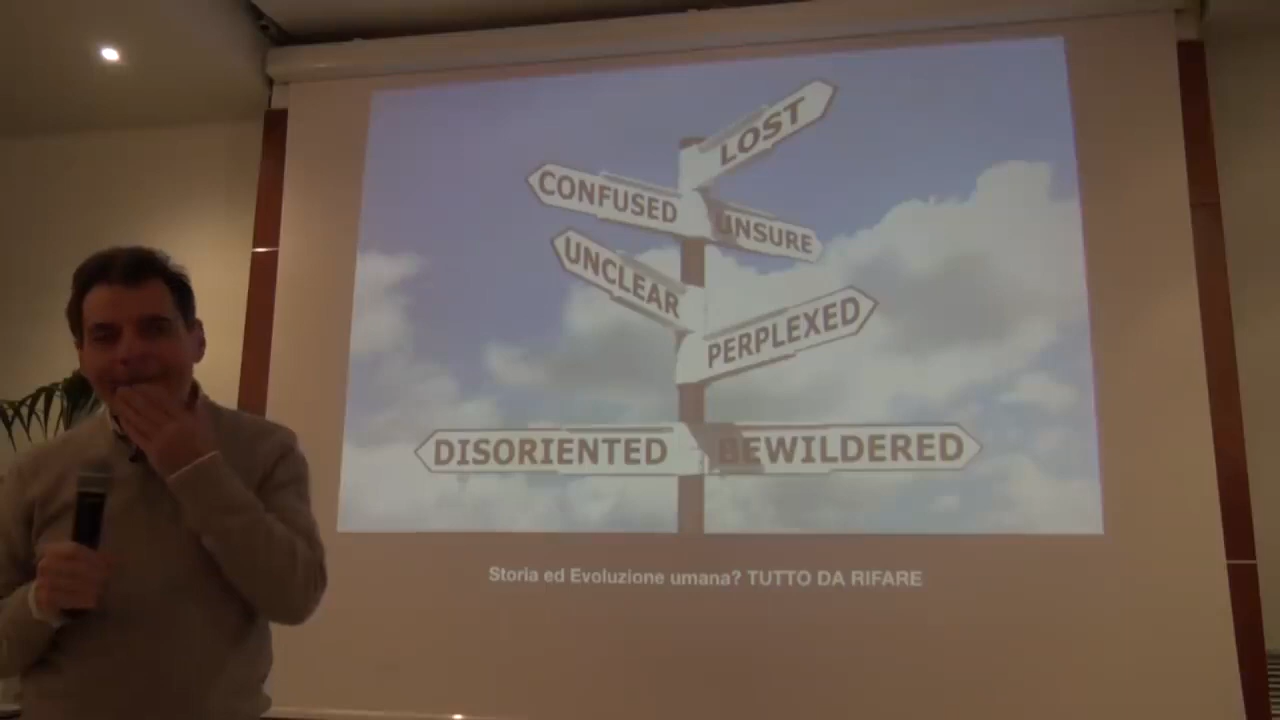 LOST
CONFUSED
UNSURE
UNCLEAR
PERPLEXED
DISORIENTED
BEWILDERED
Storia ed Evoluzione umana? TUTTO DA RIFARE